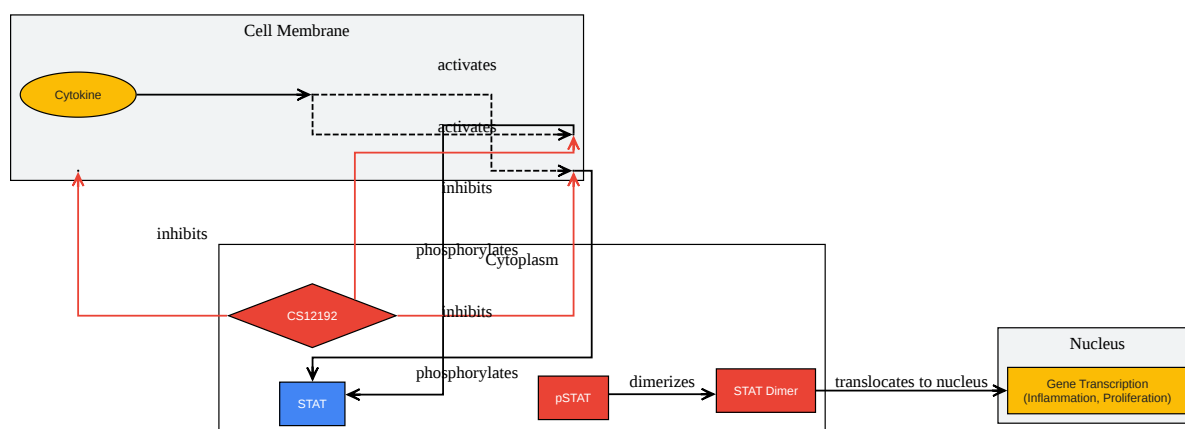 Cell Membrane
activates
Cytokine
activates
inhibits
inhibits
phosphorylates
Cytoplasm
CS12192
inhibits
Nucleus
phosphorylates
dimerizes
translocates to nucleus
Gene Transcription
(Inflammation, Proliferation)
STAT
pSTAT
STAT Dimer